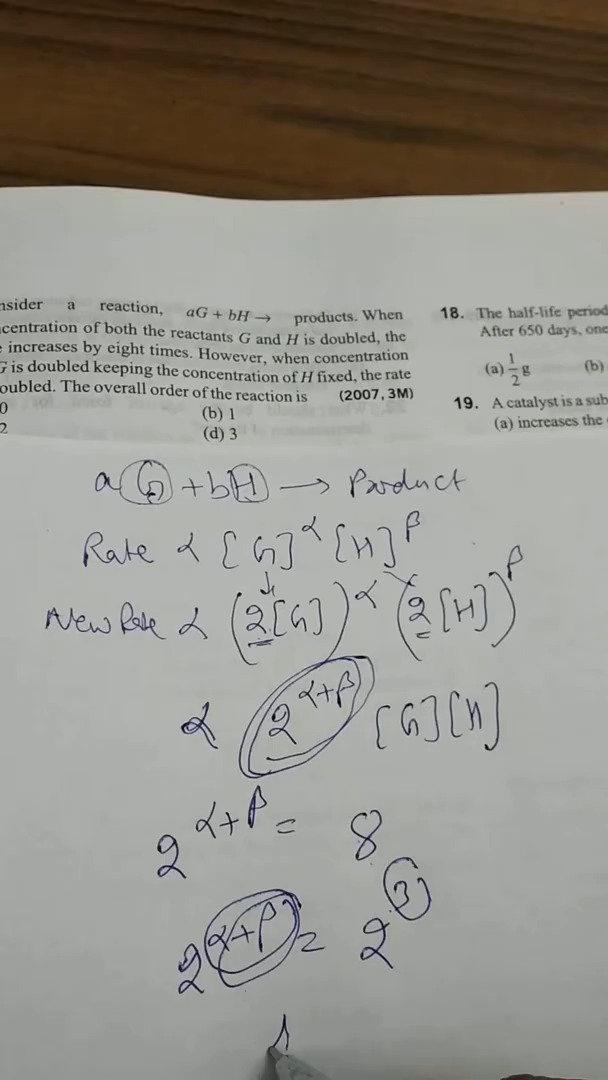 nsider a reaction, aG + bH → products. When
centration of both the reactants G and H is doubled, the
increases by eight times. However, when concentration
G is doubled keeping the concentration of H fixed, the rate
oubled. The overall order of the reaction is (2007, 3M)
0 (b) 1
2 (d) 3
18. The half-life period
After 650 days, one
(a) 1/2 g (b)
19. A catalyst is a sub
(a) increases the
aG + bH → Product
Rate α [G]^α [H]^β
New Rate α (2[G])^α (2[H])^β
α 2^(α+β) [G][H]
2^(α+β) = 8
2^(α+β) = 2^3